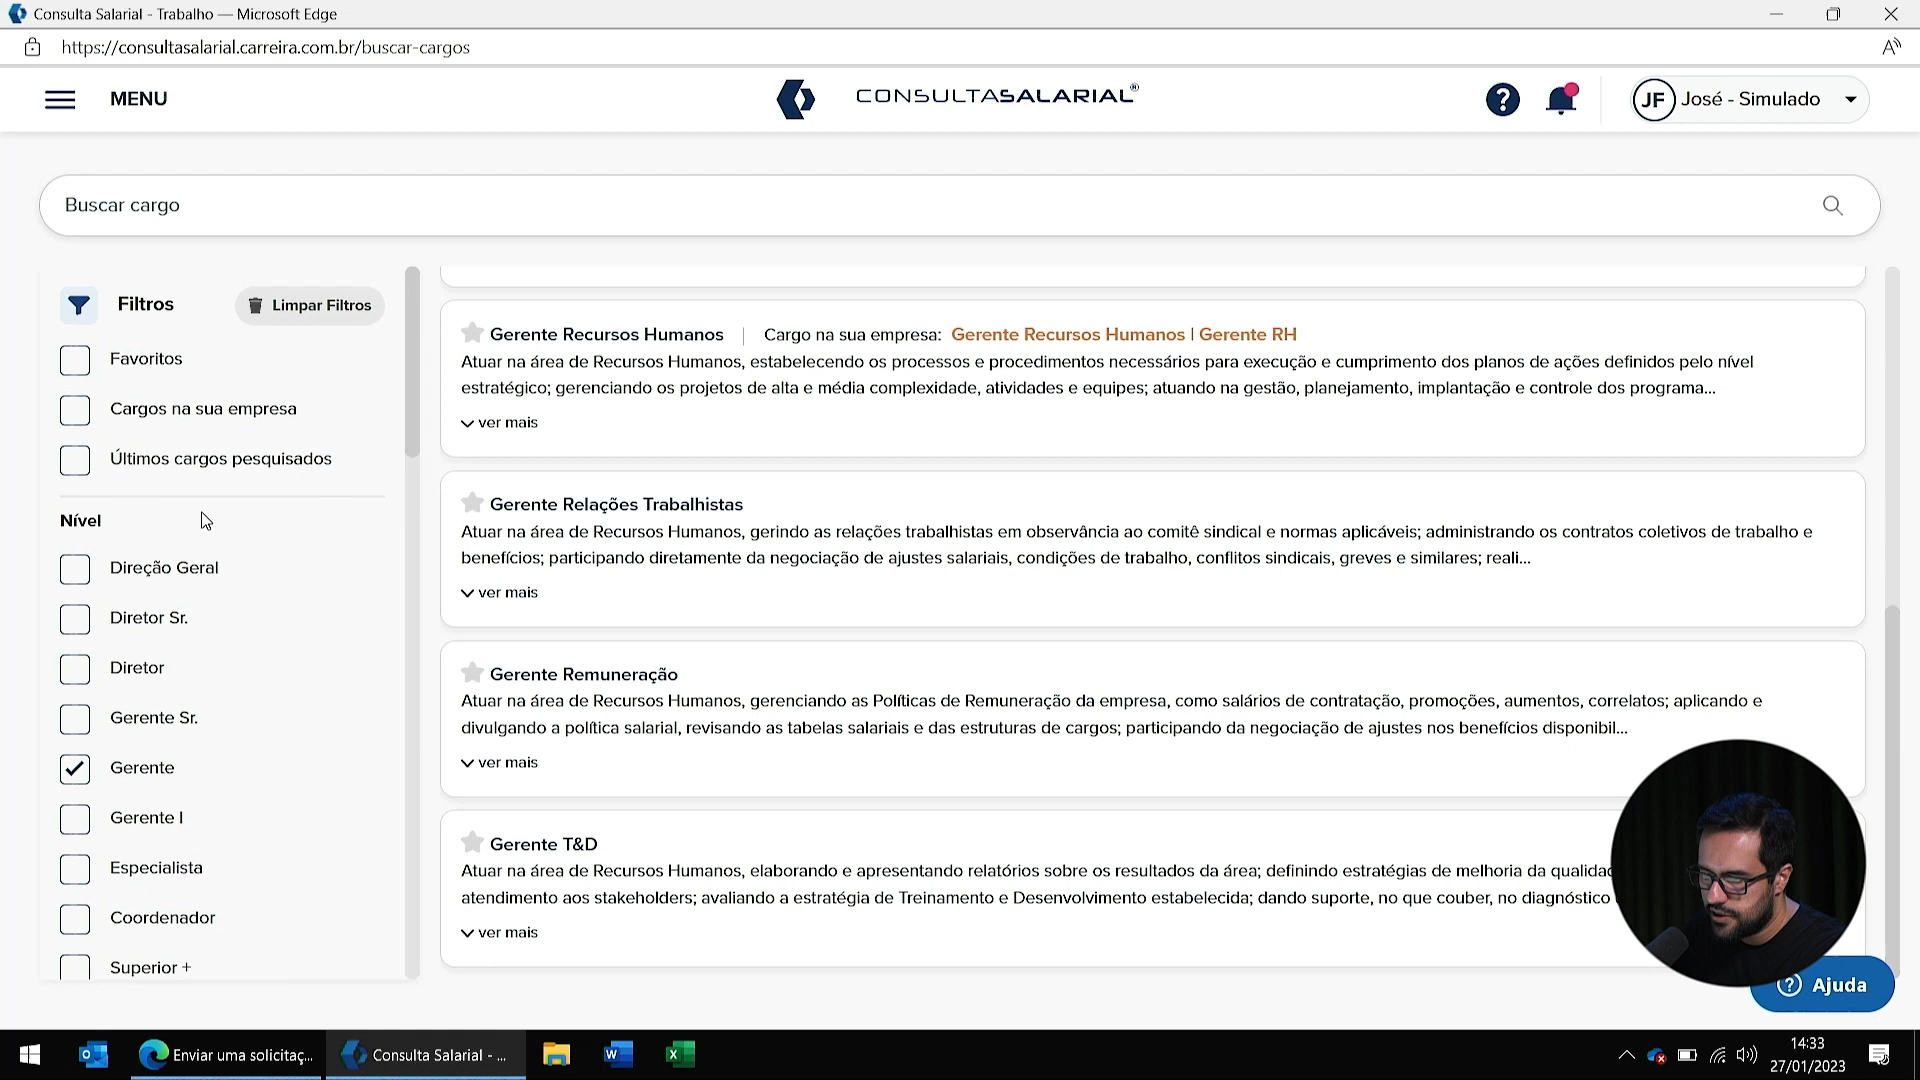 Consulta Salarial - Trabalho — Microsoft Edge
https://consultasalarial.carreira.com.br/buscar-cargos
MENU
CONSULTASALARIAL®
JF José - Simulado
Buscar cargo
Filtros
Limpar Filtros
Favoritos
Cargos na sua empresa
Últimos cargos pesquisados
Nível
Direção Geral
Diretor Sr.
Diretor
Gerente Sr.
Gerente
Gerente I
Especialista
Coordenador
Superior +
Gerente Recursos Humanos | Cargo na sua empresa: Gerente Recursos Humanos | Gerente RH
Atuar na área de Recursos Humanos, estabelecendo os processos e procedimentos necessários para execução e cumprimento dos planos de ações definidos pelo nível
estratégico; gerenciando os projetos de alta e média complexidade, atividades e equipes; atuando na gestão, planejamento, implantação e controle dos programa...
ver mais
Gerente Relações Trabalhistas
Atuar na área de Recursos Humanos, gerindo as relações trabalhistas em observância ao comitê sindical e normas aplicáveis; administrando os contratos coletivos de trabalho e
benefícios; participando diretamente da negociação de ajustes salariais, condições de trabalho, conflitos sindicais, greves e similares; reali...
ver mais
Gerente Remuneração
Atuar na área de Recursos Humanos, gerenciando as Políticas de Remuneração da empresa, como salários de contratação, promoções, aumentos, correlatos; aplicando e
divulgando a política salarial, revisando as tabelas salariais e das estruturas de cargos; participando da negociação de ajustes nos benefícios disponibil...
ver mais
Gerente T&D
Atuar na área de Recursos Humanos, elaborando e apresentando relatórios sobre os resultados da área; definindo estratégias de melhoria da qualidad
atendimento aos stakeholders; avaliando a estratégia de Treinamento e Desenvolvimento estabelecida; dando suporte, no que couber, no diagnóstico
ver mais
Ajuda
Enviar uma solicitaç...
Consulta Salarial - ...
14:33
27/01/2023